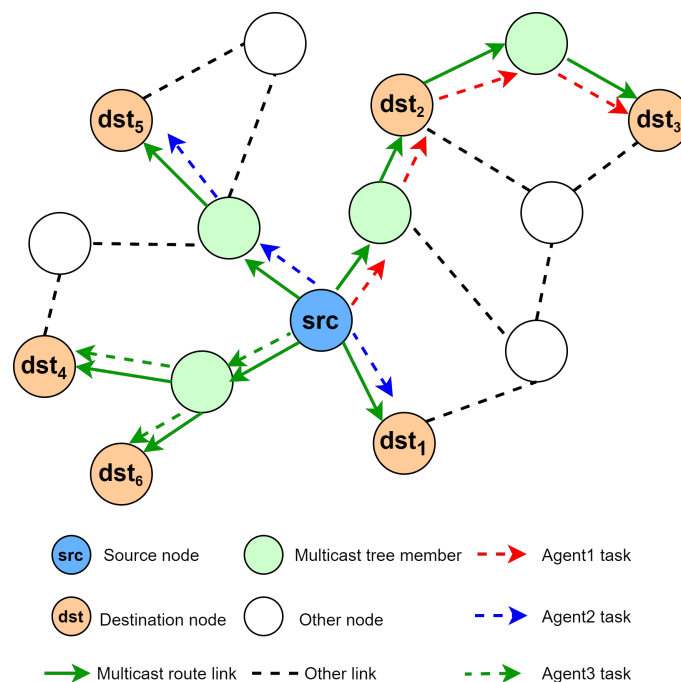 dst5
dst2
dst3
src
dst4
dst1
dst6
src Source node Multicast tree member Agent1 task
dst Destination node Other node Agent2 task
Multicast route link Other link Agent3 task